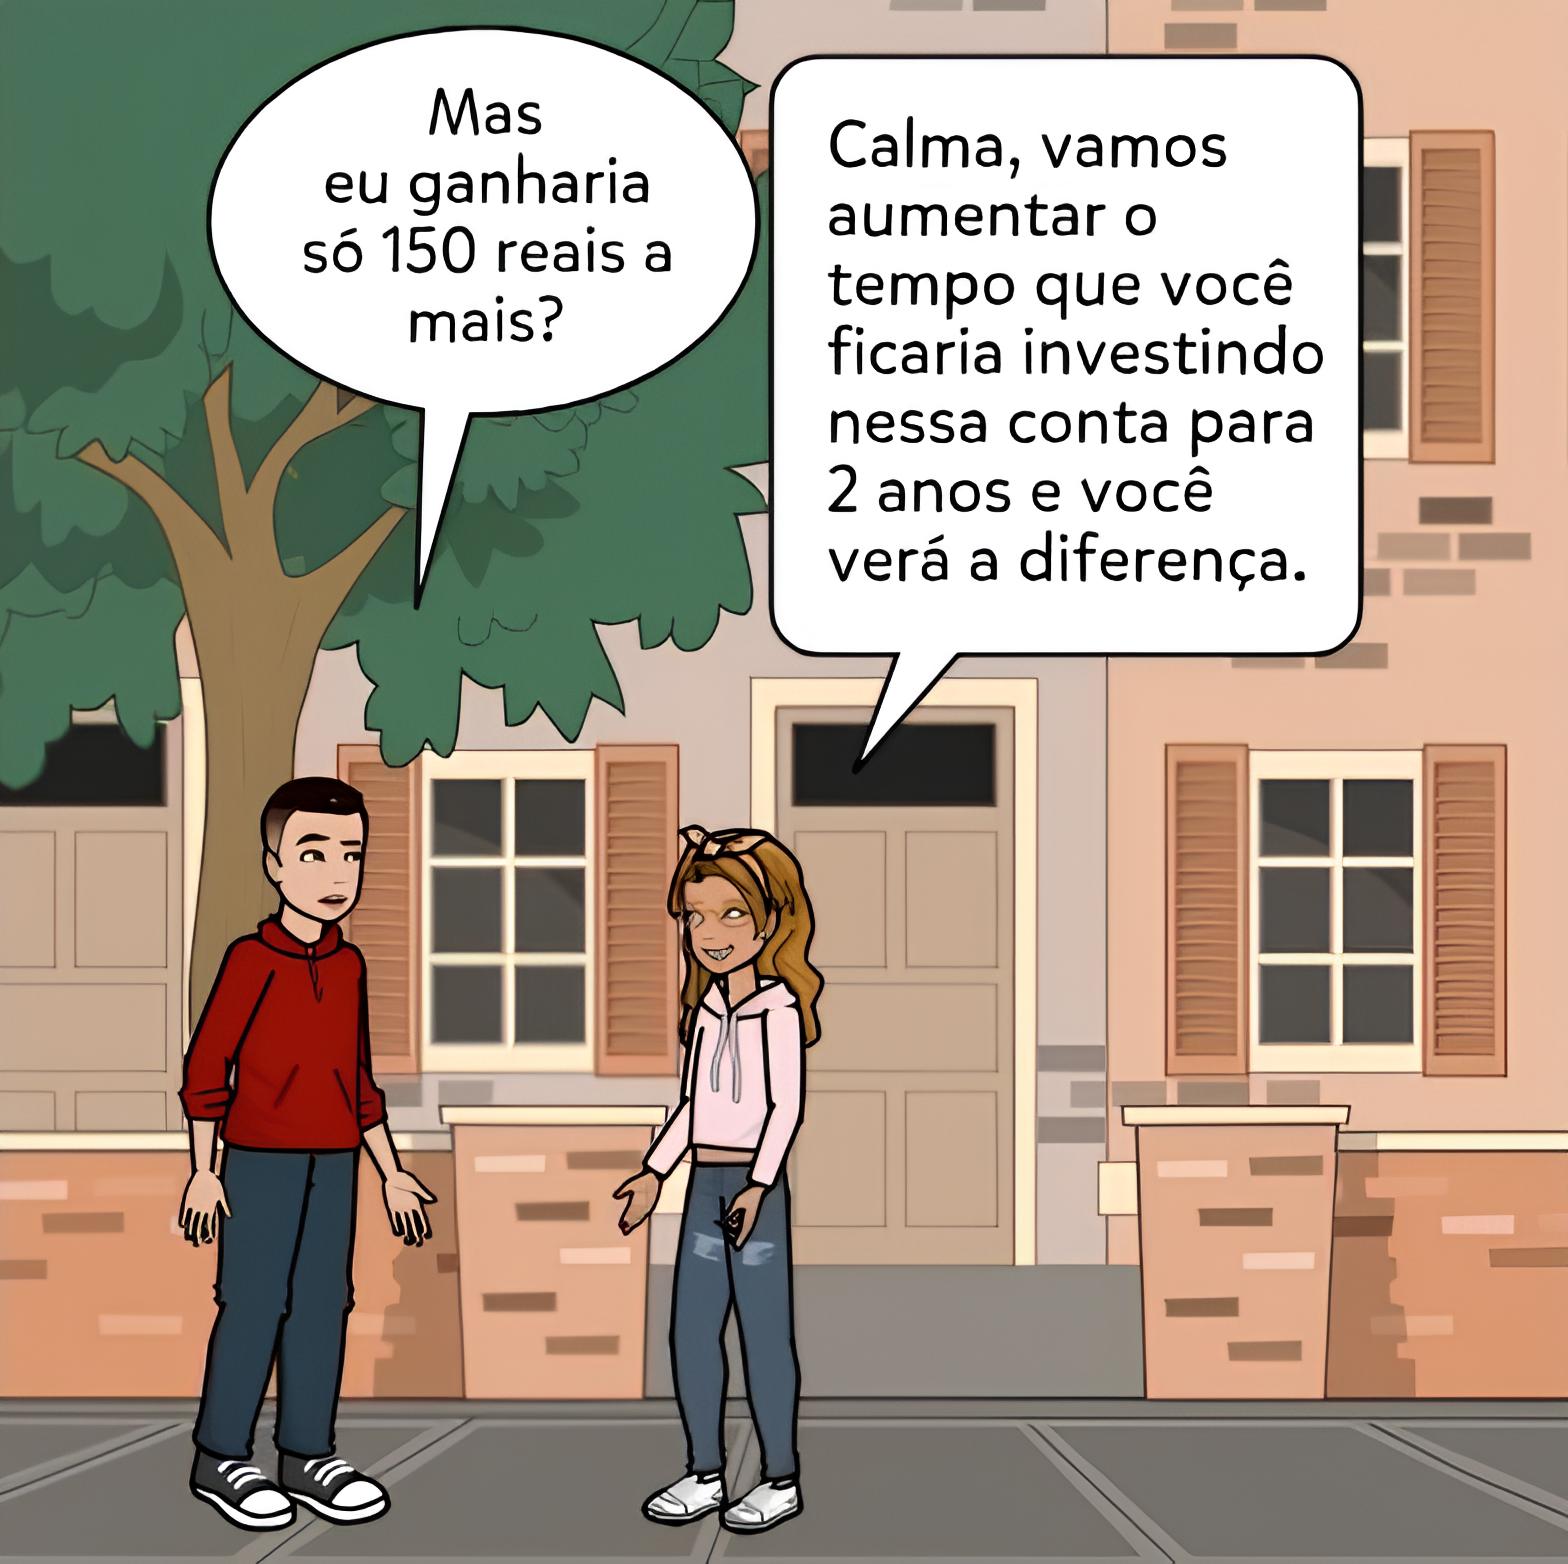 Mas
eu ganharia
só 150 reais a
mais?
Calma, vamos
aumentar o
tempo que você
ficaria investindo
nessa conta para
2 anos e você
verá a diferença.